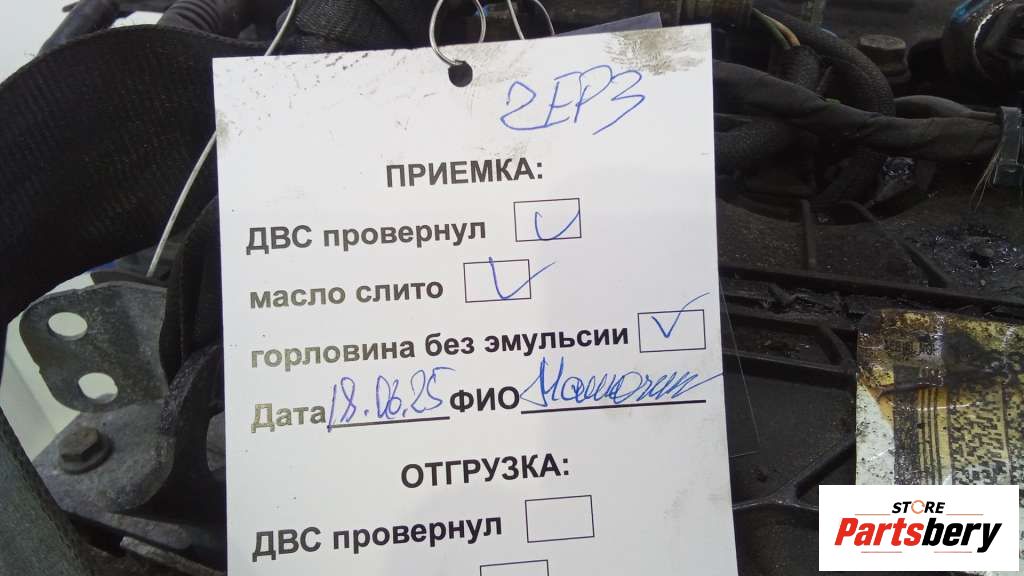 2EP3
ПРИЕМКА:
ДВС провернул
масло слито
горловина без эмульсии
Дата 18.06.25 ФИО
ОТГРУЗКА:
ДВС провернул
STORE
Partsbery